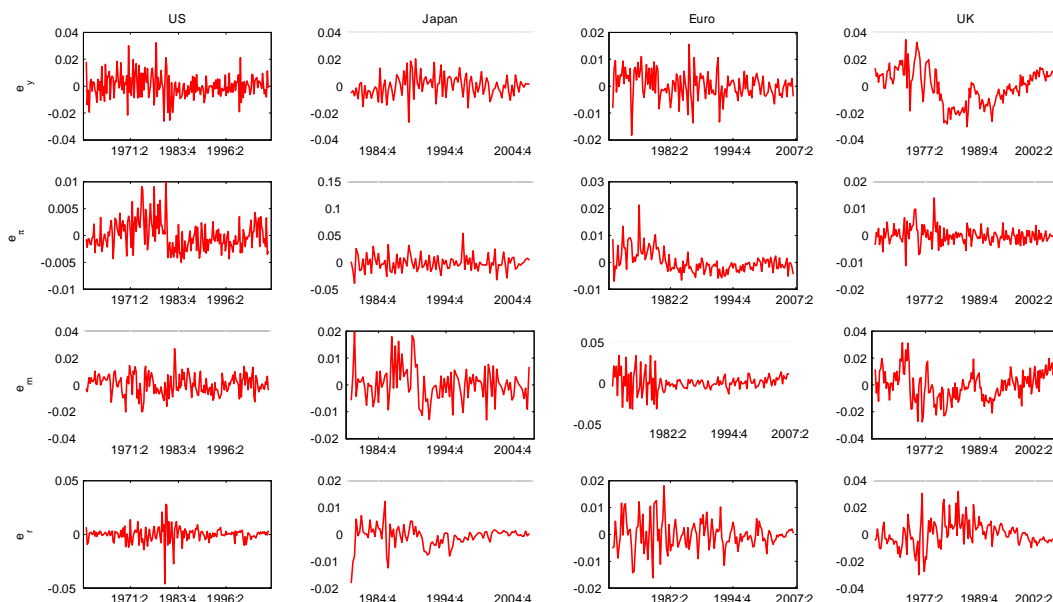 US Japan Euro UK
0.04 0.04 0.02 0.04
0.02 0.02 0.01 0.02
e_y 0 0 0 0
-0.02 -0.02 -0.01 -0.02
-0.04 -0.04 -0.02 -0.04
1971:2 1983:4 1996:2 1984:4 1994:4 2004:4 1982:2 1994:4 2007:2 1977:2 1989:4 2002:2
0.01 0.15 0.03 0.02
0.005 0.1 0.02 0.01
e_π 0 0.05 0.01 0
-0.005 0 0 -0.01
-0.01 -0.05 -0.01 -0.02
1971:2 1983:4 1996:2 1984:4 1994:4 2004:4 1982:2 1994:4 2007:2 1977:2 1989:4 2002:2
0.04 0.02 0.05 0.04
0.02 0.01 0.02
e_m 0 0 0 0
-0.02 -0.01 -0.02
-0.04 -0.02 -0.05 -0.04
1971:2 1983:4 1996:2 1984:4 1994:4 2004:4 1982:2 1994:4 2007:2 1977:2 1989:4 2002:2
0.05 0.02 0.02 0.04
0.01 0.01 0.02
e_r 0 0 0 0
-0.01 -0.01 -0.02
-0.05 -0.02 -0.02 -0.04
1971:2 1983:4 1996:2 1984:4 1994:4 2004:4 1982:2 1994:4 2007:2 1977:2 1989:4 2002:2